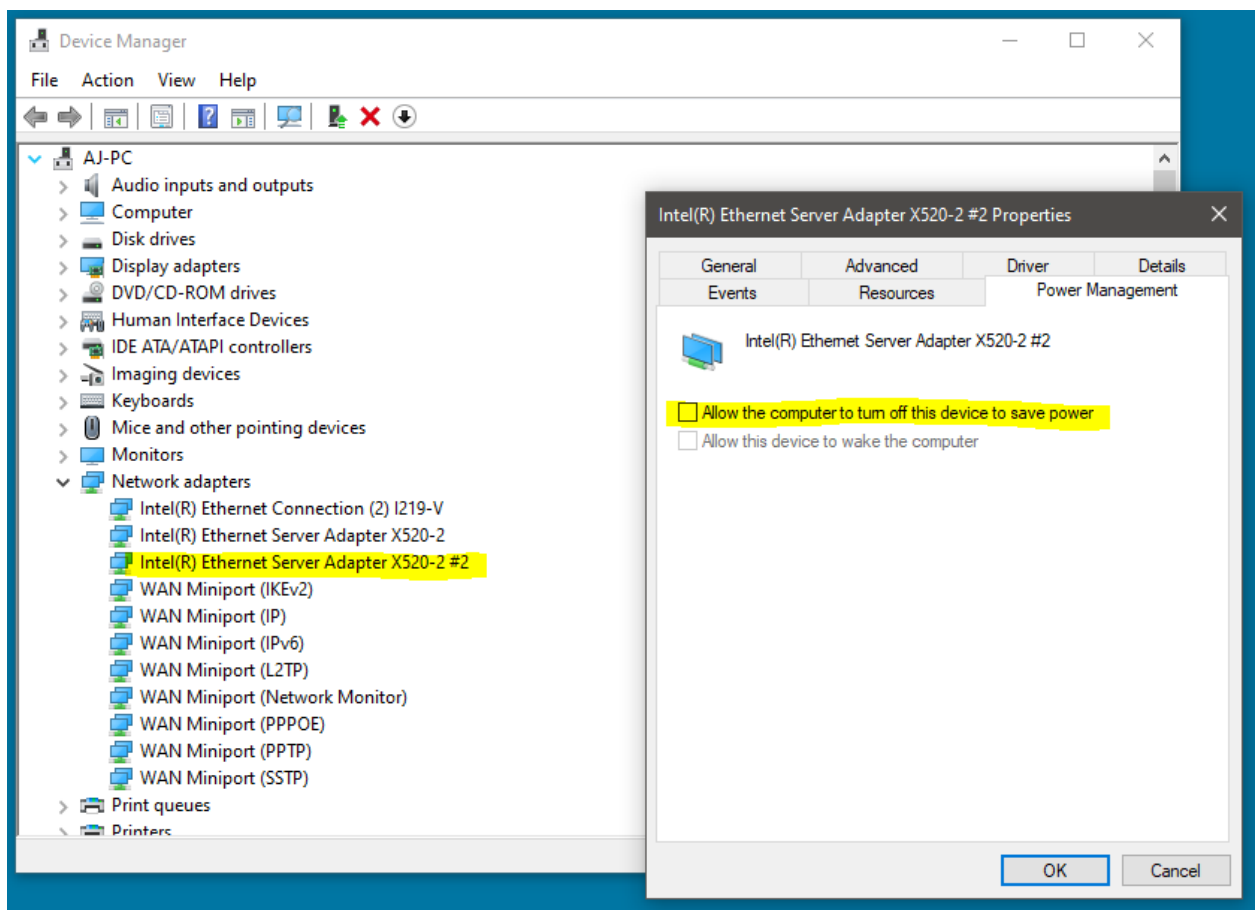 Device Manager
File Action View Help
AJ-PC
Audio inputs and outputs
Computer
Disk drives
Display adapters
DVD/CD-ROM drives
Human Interface Devices
IDE ATA/ATAPI controllers
Imaging devices
Keyboards
Mice and other pointing devices
Monitors
Network adapters
Intel(R) Ethernet Connection (2) I219-V
Intel(R) Ethernet Server Adapter X520-2
Intel(R) Ethernet Server Adapter X520-2 #2
WAN Miniport (IKEv2)
WAN Miniport (IP)
WAN Miniport (IPv6)
WAN Miniport (L2TP)
WAN Miniport (Network Monitor)
WAN Miniport (PPPOE)
WAN Miniport (PPTP)
WAN Miniport (SSTP)
Print queues
Printers
Intel(R) Ethernet Server Adapter X520-2 #2 Properties
General Advanced Driver Details
Events Resources Power Management
Intel(R) Ethernet Server Adapter X520-2 #2
Allow the computer to turn off this device to save power
Allow this device to wake the computer
OK Cancel